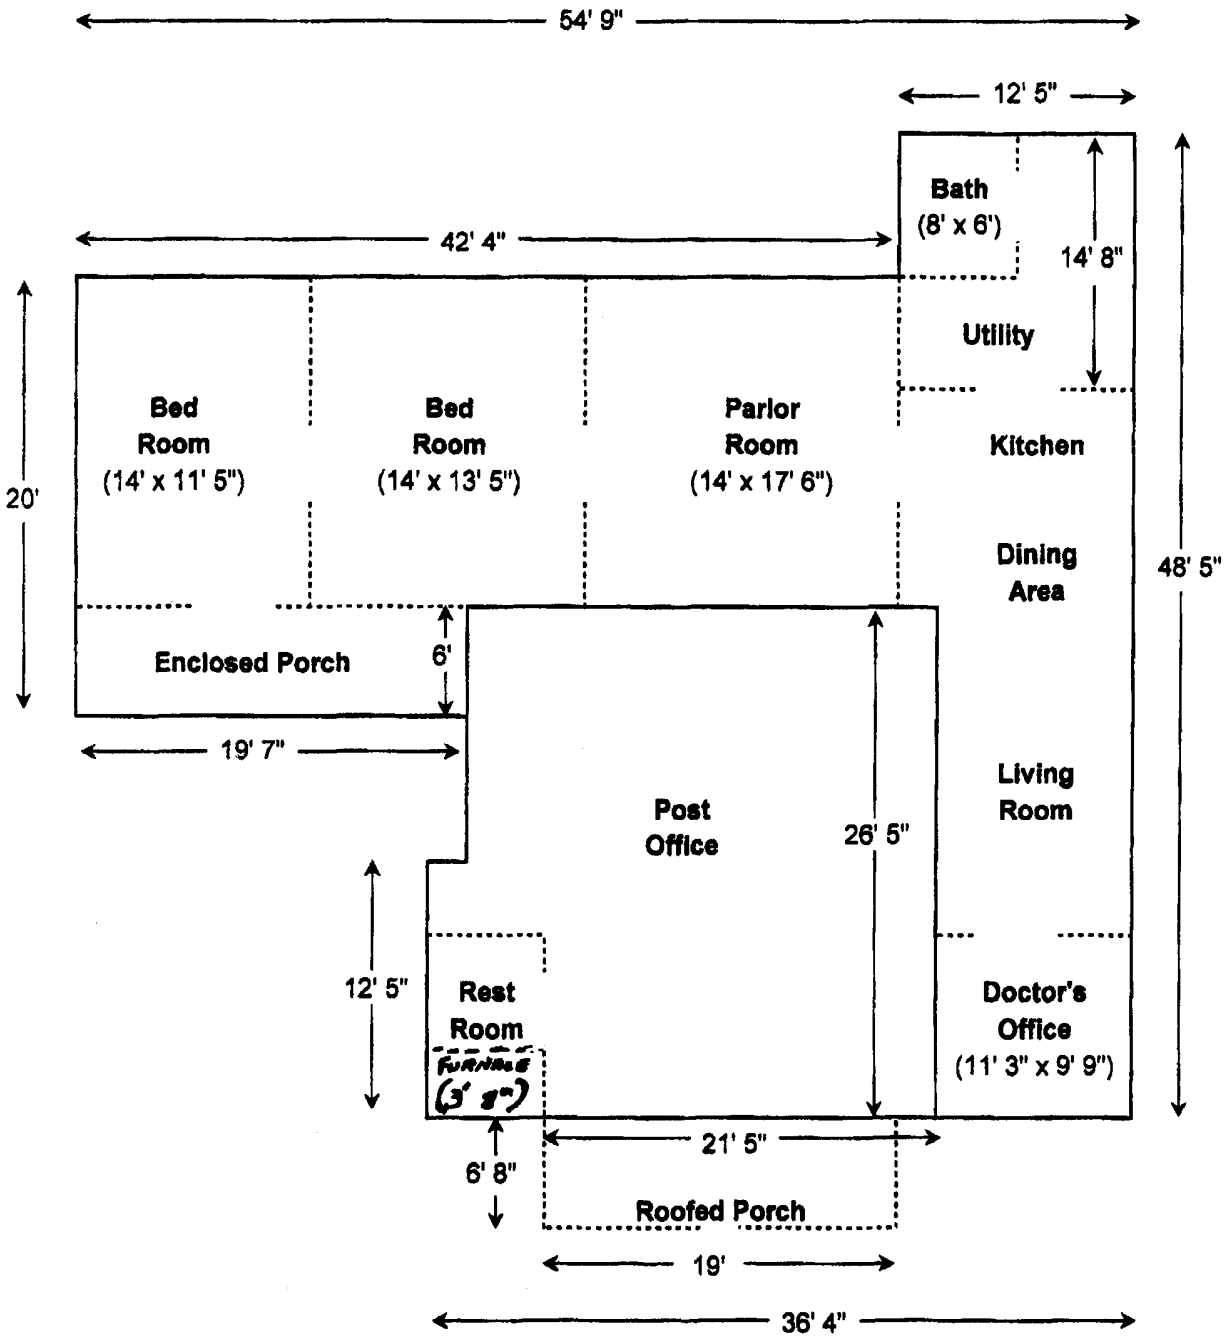 54' 9"
12' 5"
Bath
(8' x 6')
42' 4"
14' 8"
Utility
Bed
Room
(14' x 11' 5")
Bed
Room
(14' x 13' 5")
Parlor
Room
(14' x 17' 6")
Kitchen
20'
Dining
Area
48' 5"
Enclosed Porch
6'
19' 7"
Living
Room
Post
Office
26' 5"
12' 5"
Rest
Room
FURNACE
(3' 8")
Doctor's
Office
(11' 3" x 9' 9")
21' 5"
6' 8"
Roofed Porch
19'
36' 4"